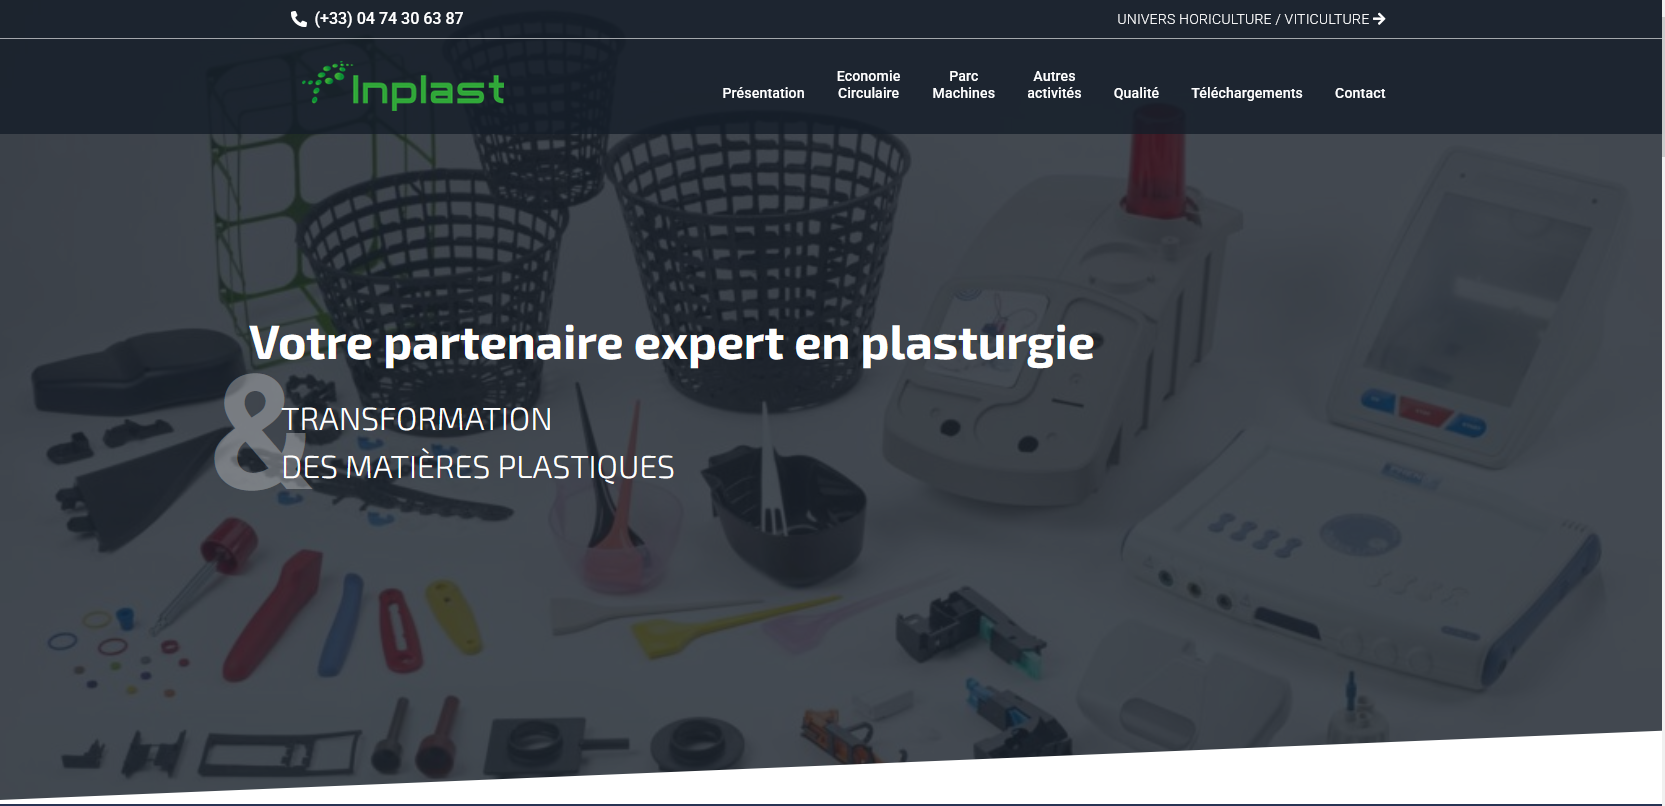 (+33) 04 74 30 63 87
UNIVERS HORICULTURE / VITICULTURE
Inplast
Présentation
Economie
Circulaire
Parc
Machines
Autres
activités
Qualité
Téléchargements
Contact
Votre partenaire expert en plasturgie
&
TRANSFORMATION
DES MATIÈRES PLASTIQUES